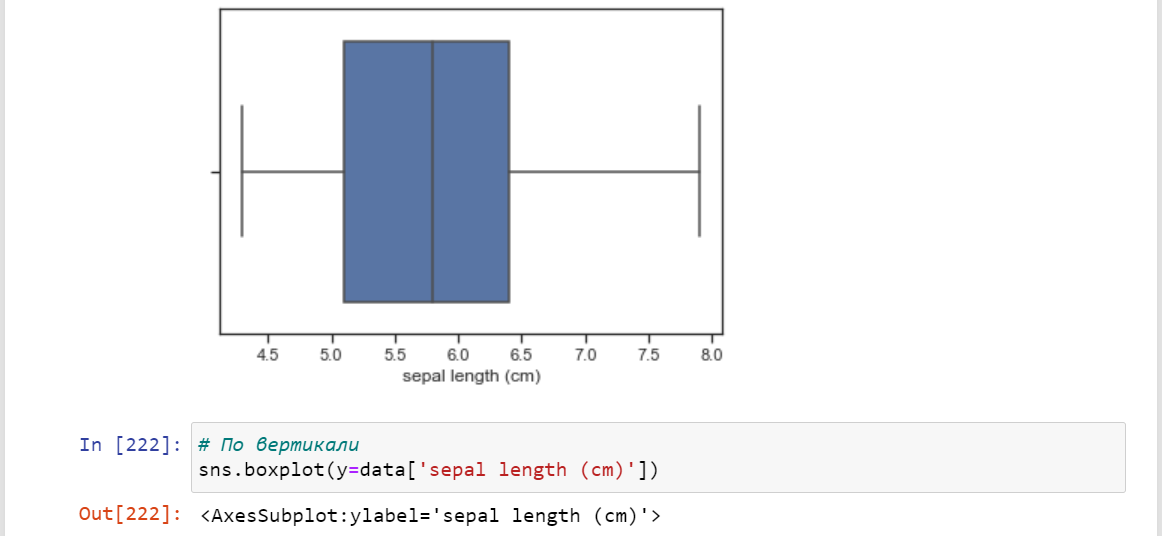 4.5 5.0 5.5 6.0 6.5 7.0 7.5 8.0
sepal length (cm)
In [222]: # По вертикали
sns.boxplot(y=data['sepal length (cm)'])
Out[222]: <AxesSubplot:ylabel='sepal length (cm)'>